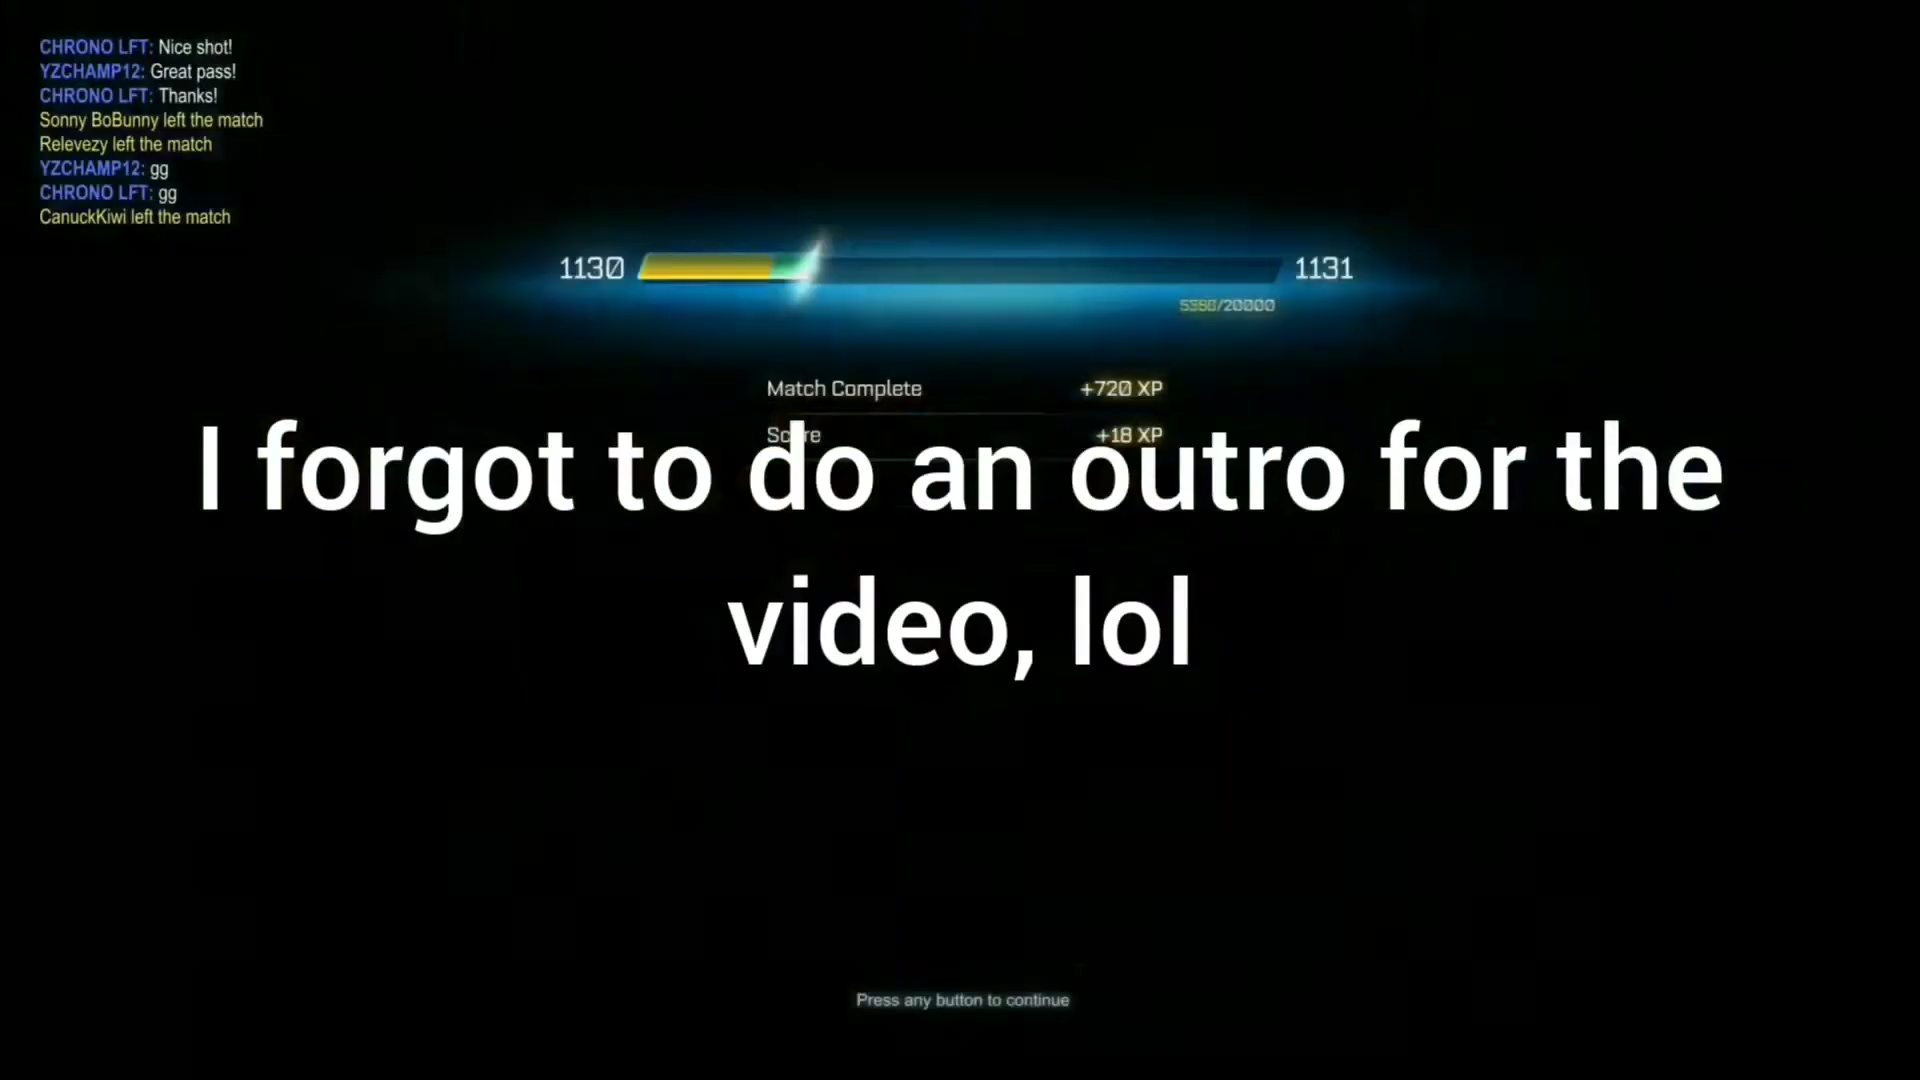 CHRONO LFT: Nice shot!
YZCHAMP12: Great pass!
CHRONO LFT: Thanks!
Sonny BoBunny left the match
Relevezy left the match
YZCHAMP12: gg
CHRONO LFT: gg
CanuckKiwi left the match
1130 1131
/20000
Match Complete +720 XP
Score +18 XP
I forgot to do an outro for the
video, lol
Press any button to continue